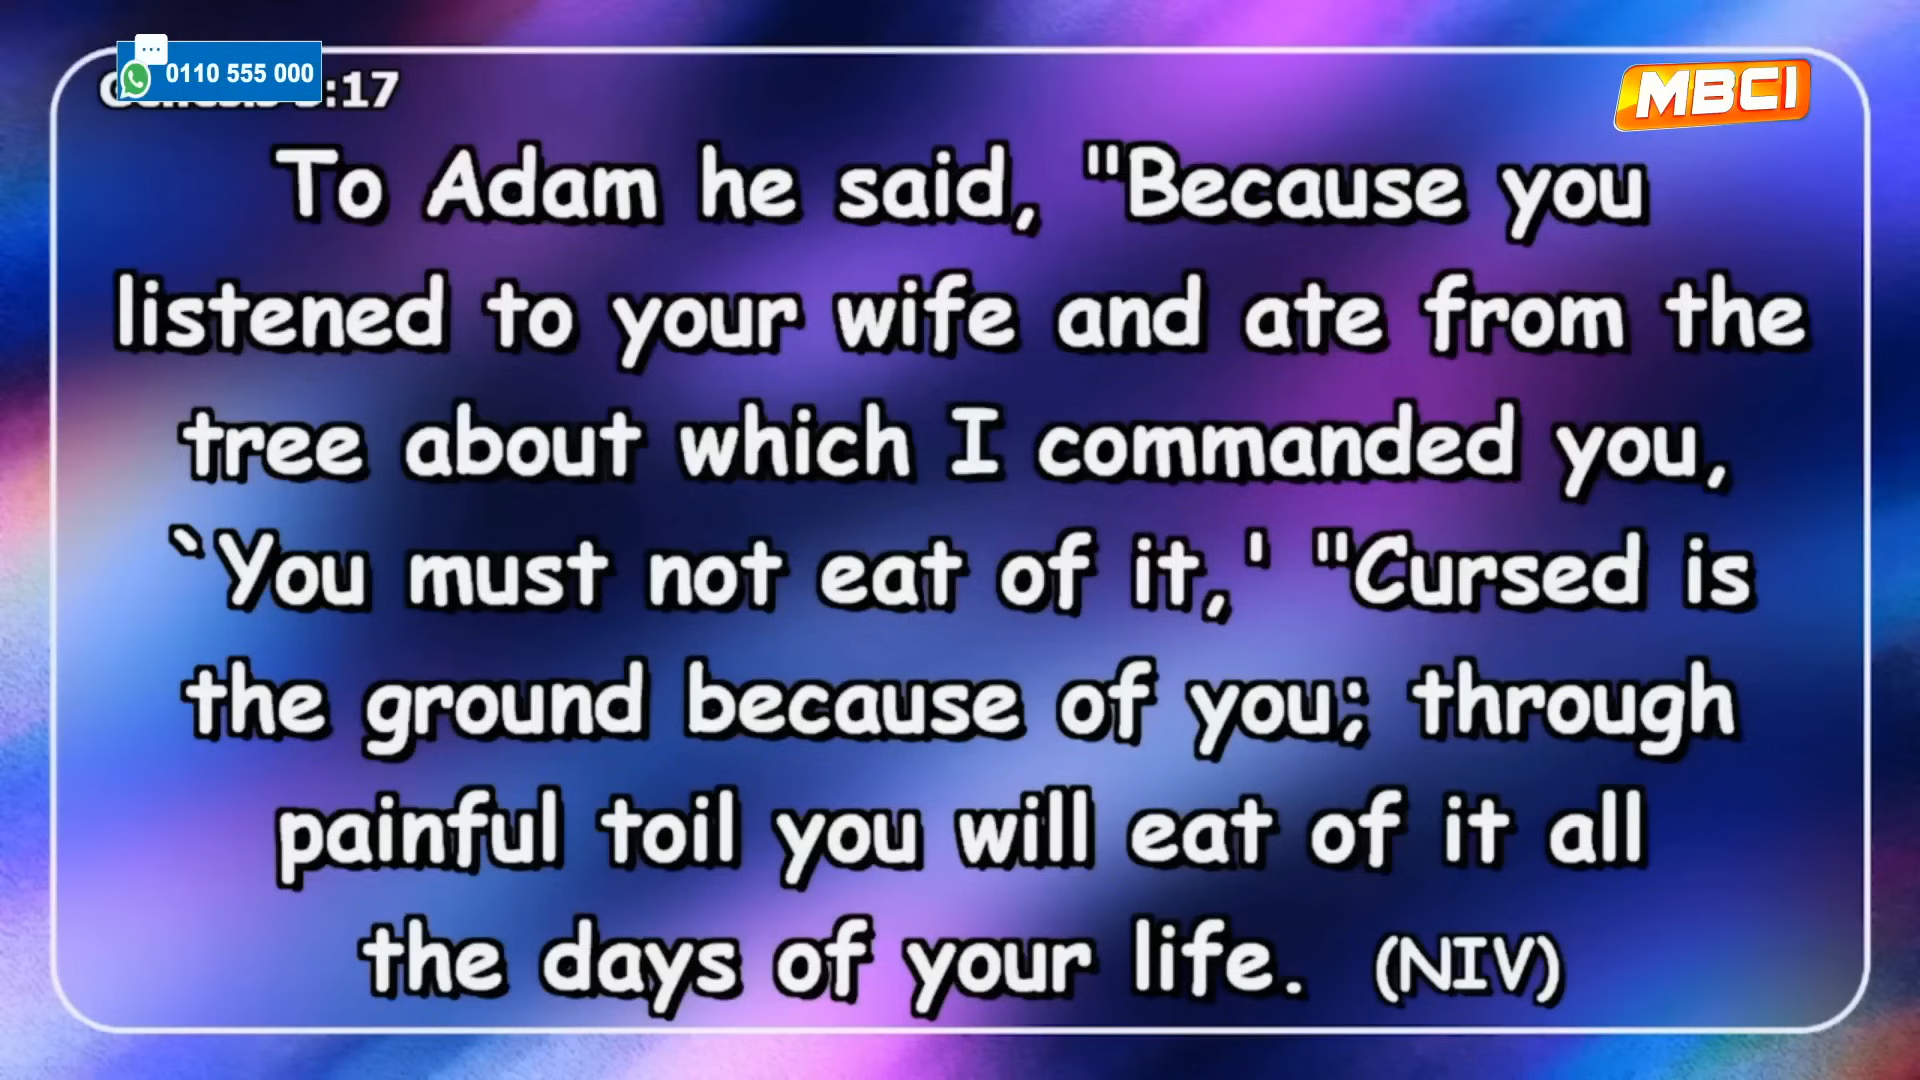 0110 555 000
:17
MBCI
To Adam he said, "Because you
listened to your wife and ate from the
tree about which I commanded you,
`You must not eat of it,' "Cursed is
the ground because of you; through
painful toil you will eat of it all
the days of your life. (NIV)